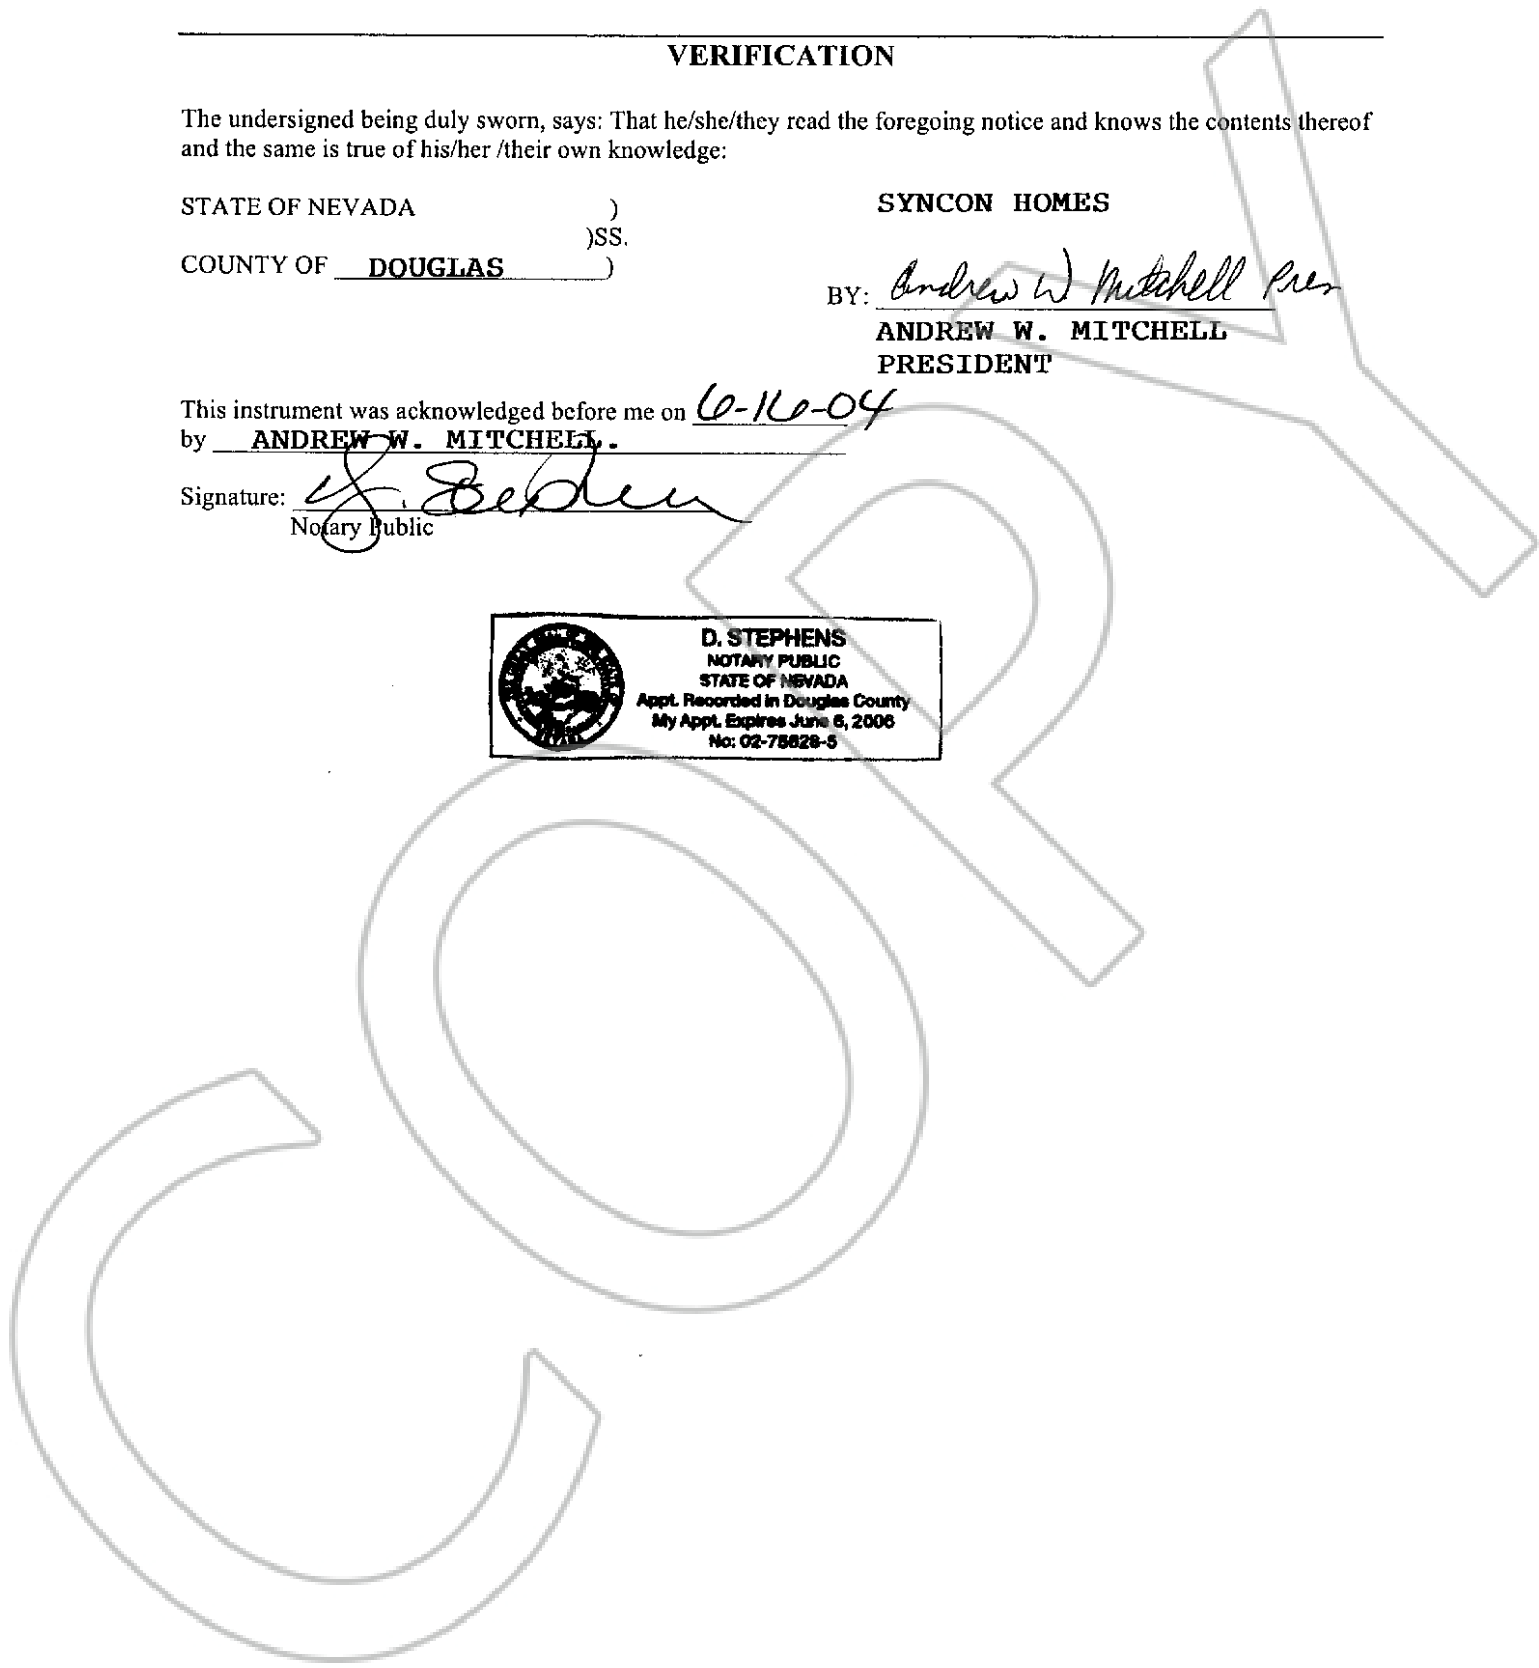 VERIFICATION
The undersigned being duly sworn, says: That he/she/they read the foregoing notice and knows the contents thereof
and the same is true of his/her /their own knowledge:
STATE OF NEVADA )
)SS.
COUNTY OF DOUGLAS )
SYNCON HOMES
BY: Andrew W Mitchell Pres
ANDREW W. MITCHELL
PRESIDENT
This instrument was acknowledged before me on 6-16-04
by ANDREW W. MITCHELL.
Signature:
Notary Public
D. STEPHENS
NOTARY PUBLIC
STATE OF NEVADA
Appt. Recorded in Douglas County
My Appt. Expires June 6, 2006
No:
COPY